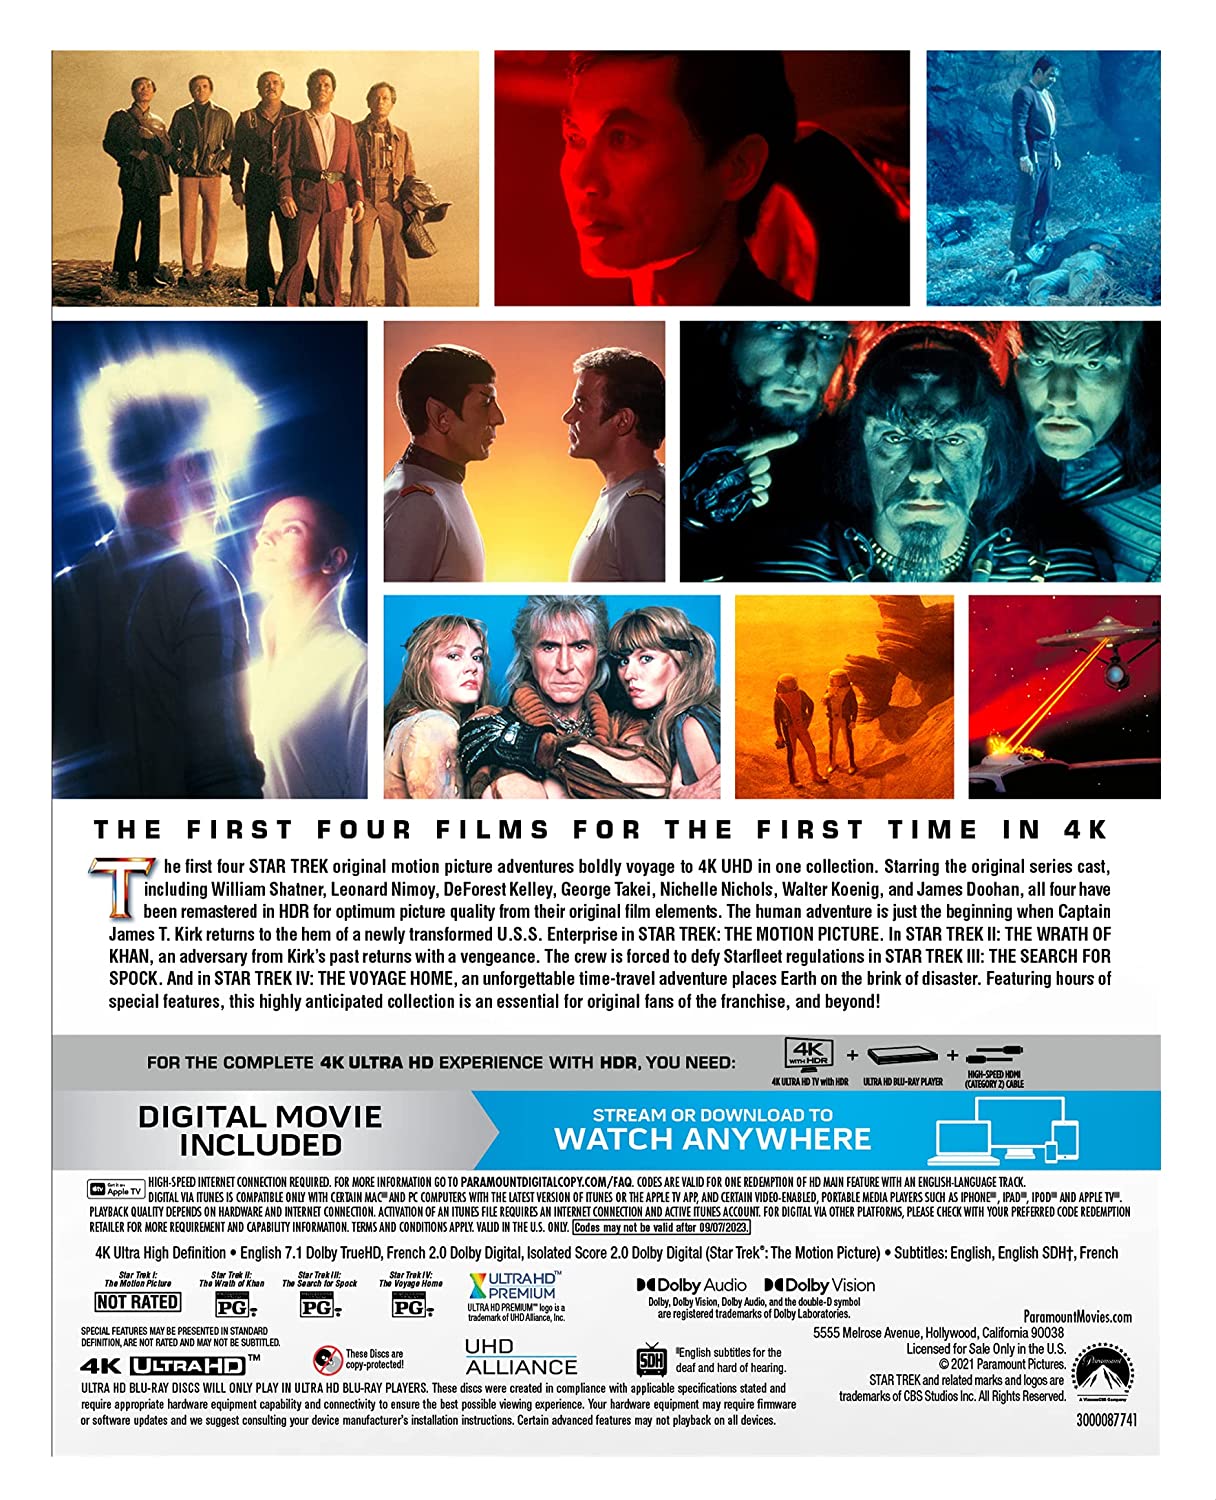 THE FIRST FOUR FILMS FOR THE FIRST TIME IN 4K
The first four STAR TREK original motion picture adventures boldly voyage to 4K UHD in one collection. Starring the original series cast,
including William Shatner, Leonard Nimoy, DeForest Kelley, George Takei, Nichelle Nichols, Walter Koenig, and James Doohan, all four have
been remastered in HDR for optimum picture quality from their original film elements. The human adventure is just the beginning when Captain
James T. Kirk returns to the hem of a newly transformed U.S.S. Enterprise in STAR TREK: THE MOTION PICTURE. In STAR TREK II: THE WRATH OF
KHAN, an adversary from Kirk's past returns with a vengeance. The crew is forced to defy Starfleet regulations in STAR TREK III: THE SEARCH FOR
SPOCK. And in STAR TREK IV: THE VOYAGE HOME, an unforgettable time-travel adventure places Earth on the brink of disaster. Featuring hours of
special features, this highly anticipated collection is an essential for original fans of the franchise, and beyond!
FOR THE COMPLETE 4K ULTRA HD EXPERIENCE WITH HDR, YOU NEED:
4K
WITH HDR
+
+
4K ULTRA HD TV with HDR
ULTRA HD BLU-RAY PLAYER
HIGH-SPEED HDMI
(CATEGORY 2) CABLE
DIGITAL MOVIE
INCLUDED
STREAM OR DOWNLOAD TO
WATCH ANYWHERE
Get it on
Apple TV
HIGH-SPEED INTERNET CONNECTION REQUIRED. FOR MORE INFORMATION GO TO PARAMOUNTDIGITALCOPY.COM/FAQ. CODES ARE VALID FOR ONE REDEMPTION OF HD MAIN FEATURE WITH AN ENGLISH-LANGUAGE TRACK.
DIGITAL VIA ITUNES IS COMPATIBLE ONLY WITH CERTAIN MAC℠ AND PC COMPUTERS WITH THE LATEST VERSION OF ITUNES OR THE APPLE TV APP, AND CERTAIN VIDEO-ENABLED, PORTABLE MEDIA PLAYERS SUCH AS IPHONE℠, IPAD℠, IPOD℠ AND APPLE TV℠.
PLAYBACK QUALITY DEPENDS ON HARDWARE AND INTERNET CONNECTION. ACTIVATION OF AN ITUNES FILE REQUIRES AN INTERNET CONNECTION AND ACTIVE ITUNES ACCOUNT. FOR DIGITAL VIA OTHER PLATFORMS, PLEASE CHECK WITH YOUR PREFERRED CODE REDEMPTION
RETAILER FOR MORE REQUIREMENT AND CAPABILITY INFORMATION. TERMS AND CONDITIONS APPLY. VALID IN THE U.S. ONLY. Codes may not be valid after 09/07/2023.
4K Ultra High Definition • English 7.1 Dolby TrueHD, French 2.0 Dolby Digital, Isolated Score 2.0 Dolby Digital (Star Trek®: The Motion Picture) • Subtitles: English, English SDH†, French
Star Trek I:
The Motion Picture
NOT RATED
Star Trek II:
The Wrath of Khan
PG
Star Trek III:
The Search for Spock
PG
Star Trek IV:
The Voyage Home
PG
ULTRA HD™
PREMIUM
ULTRA HD PREMIUM™ logo is a
trademark of UHD Alliance, Inc.
Dolby Audio
Dolby Vision
Dolby, Dolby Vision, Dolby Audio, and the double-D symbol
are registered trademarks of Dolby Laboratories.
SPECIAL FEATURES MAY BE PRESENTED IN STANDARD
DEFINITION, ARE NOT RATED AND MAY NOT BE SUBTITLED.
4K ULTRA HD™
These Discs are
copy-protected!
UHD
ALLIANCE
SDH
English subtitles for the
deaf and hard of hearing.
ULTRA HD BLU-RAY DISCS WILL ONLY PLAY IN ULTRA HD BLU-RAY PLAYERS. These discs were created in compliance with applicable specifications stated and
require appropriate hardware equipment capability and connectivity to ensure the best possible viewing experience. Your hardware equipment may require firmware
or software updates and we suggest consulting your device manufacturer's installation instructions. Certain advanced features may not playback on all devices.
ParamountMovies.com
5555 Melrose Avenue, Hollywood, California 90038
Licensed for Sale Only in the U.S.
© 2021 Paramount Pictures.
STAR TREK and related marks and logos are
trademarks of CBS Studios Inc. All Rights Reserved.
Paramount
A ViacomCBS Company
3000087741